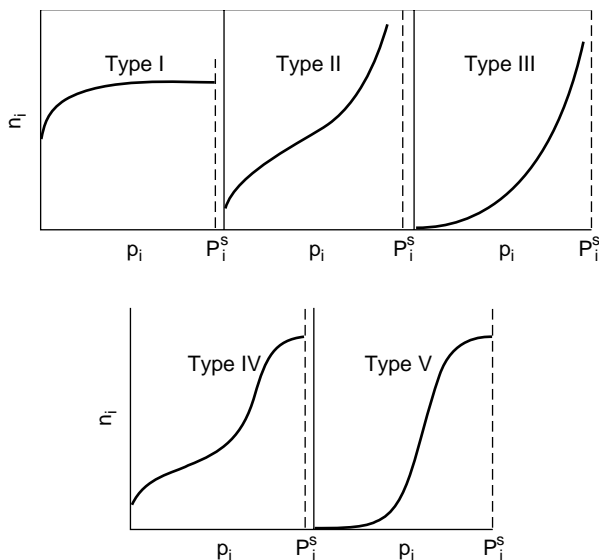 Type I
Type II
Type III
n_i
p_i
P_i^s
p_i
P_i^s
p_i
P_i^s
Type IV
Type V
n_i
p_i
P_i^s
p_i
P_i^s